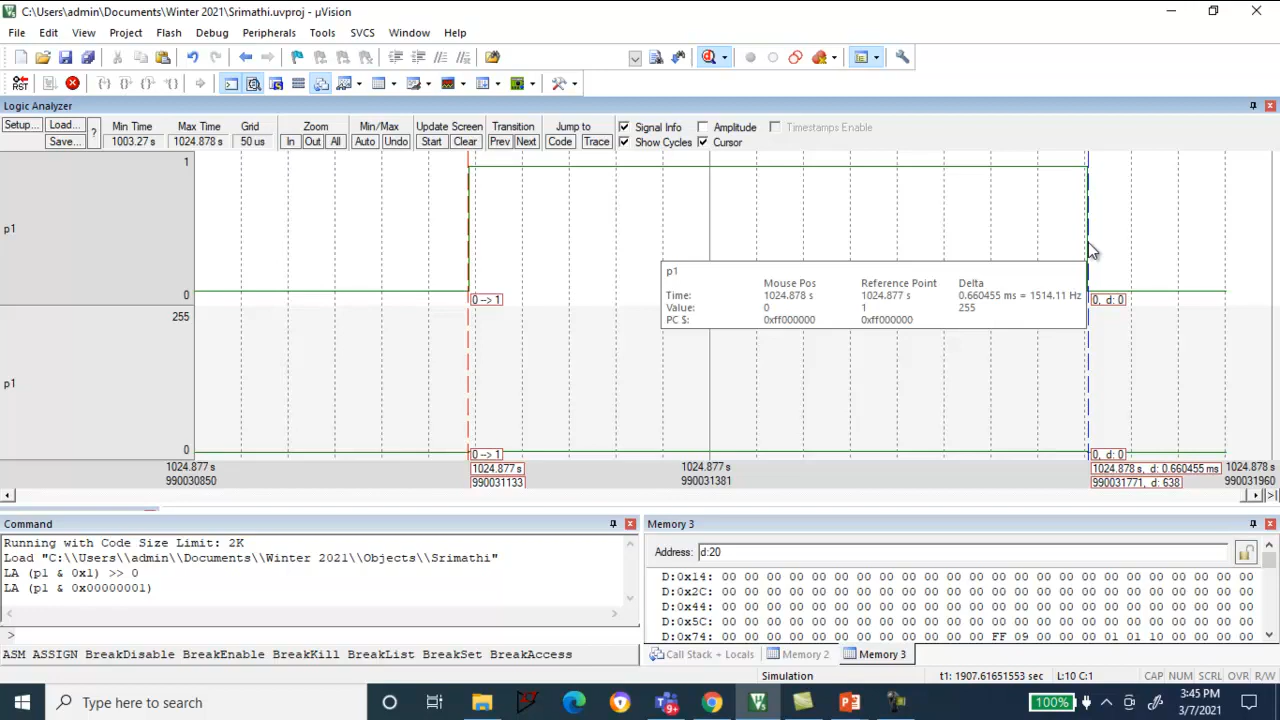 C:\Users\admin\Documents\Winter 2021\Srimathi.uvproj - µVision
File Edit View Project Flash Debug Peripherals Tools SVCS Window Help
RST
Logic Analyzer
Setup... Load... ? Min Time Max Time Grid Zoom Min/Max Update Screen Transition Jump to Signal Info Amplitude Timestamps Enable
Save... 1003.27 s 1024.878 s 50 us In Out All Auto Undo Start Clear Prev Next Code Trace Show Cycles Cursor
1
p1
p1
Mouse Pos Reference Point Delta
Time: 1024.878 s 1024.877 s 0.660455 ms = 1514.11 Hz
Value: 0 1 255
PC $: 0xff000000 0xff000000
0 0 --> 1 0, d: 0
255
p1
0 0 --> 1 0, d: 0
1024.877 s 1024.877 s 1024.877 s 1024.878 s, d: 0.660455 ms 1024.878 s
990030850 990031133 990031381 990031771, d: 638 990031960
Command
Running with Code Size Limit: 2K
Load "C:\\Users\\admin\\Documents\\Winter 2021\\Objects\\Srimathi"
LA (p1 & 0x1) >> 0
LA (p1 & 0x00000001)
>
ASM ASSIGN BreakDisable BreakEnable BreakKill BreakList BreakSet BreakAccess
Memory 3
Address: d:20
D:0x14: 00 00 00 00 00 00 00 00 00 00 00 00 00 00 00 00 00 00 00 00 00 00 00 00
D:0x2C: 00 00 00 00 00 00 00 00 00 00 00 00 00 00 00 00 00 00 00 00 00 00 00 00
D:0x44: 00 00 00 00 00 00 00 00 00 00 00 00 00 00 00 00 00 00 00 00 00 00 00 00
D:0x5C: 00 00 00 00 00 00 00 00 00 00 00 00 00 00 00 00 00 00 00 00 00 00 00 00
D:0x74: 00 00 00 00 00 00 00 00 00 00 00 00 FF 09 00 00 00 01 01 10 00 00 00 00
Call Stack + Locals Memory 2 Memory 3
Simulation t1: 1907.61651553 sec L:10 C:1 CAP NUM SCRL OVR R/W
Type here to search
9+
100%
3:45 PM
3/7/2021